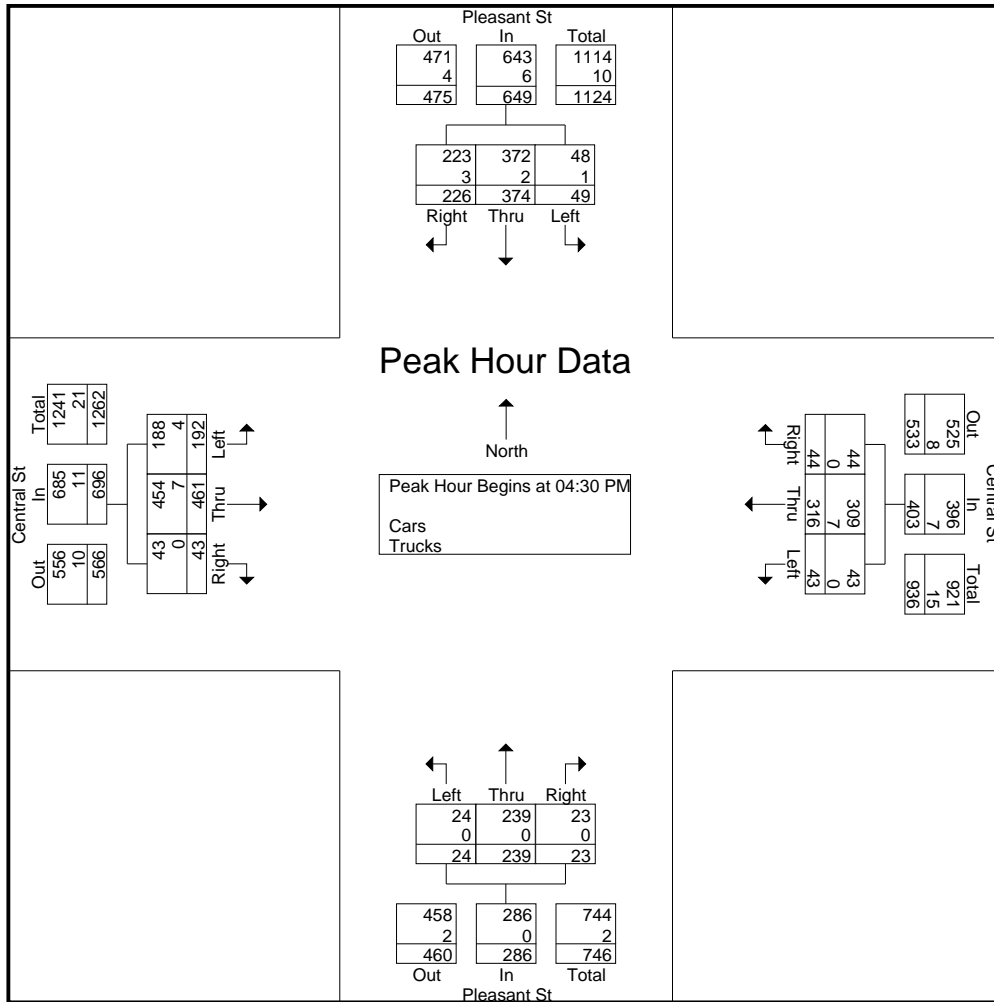 Pleasant St
Out In Total
471 643 1114
4 6 10
475 649 1124
223 372 48
3 2 1
226 374 49
Right Thru Left
Peak Hour Data
North
Peak Hour Begins at 04:30 PM
Cars
Trucks
Central St
Total In Out
1241 685 556
21 11 10
1262 696 566
188 454 43
4 7 0
192 461 43
Left Thru Right
Central St
Out In Total
525 396 921
8 7 15
533 403 936
44 309 43
0 7 0
44 316 43
Right Thru Left
Left Thru Right
24 239 23
0 0 0
24 239 23
458 286 744
2 0 2
460 286 746
Out In Total
Pleasant St